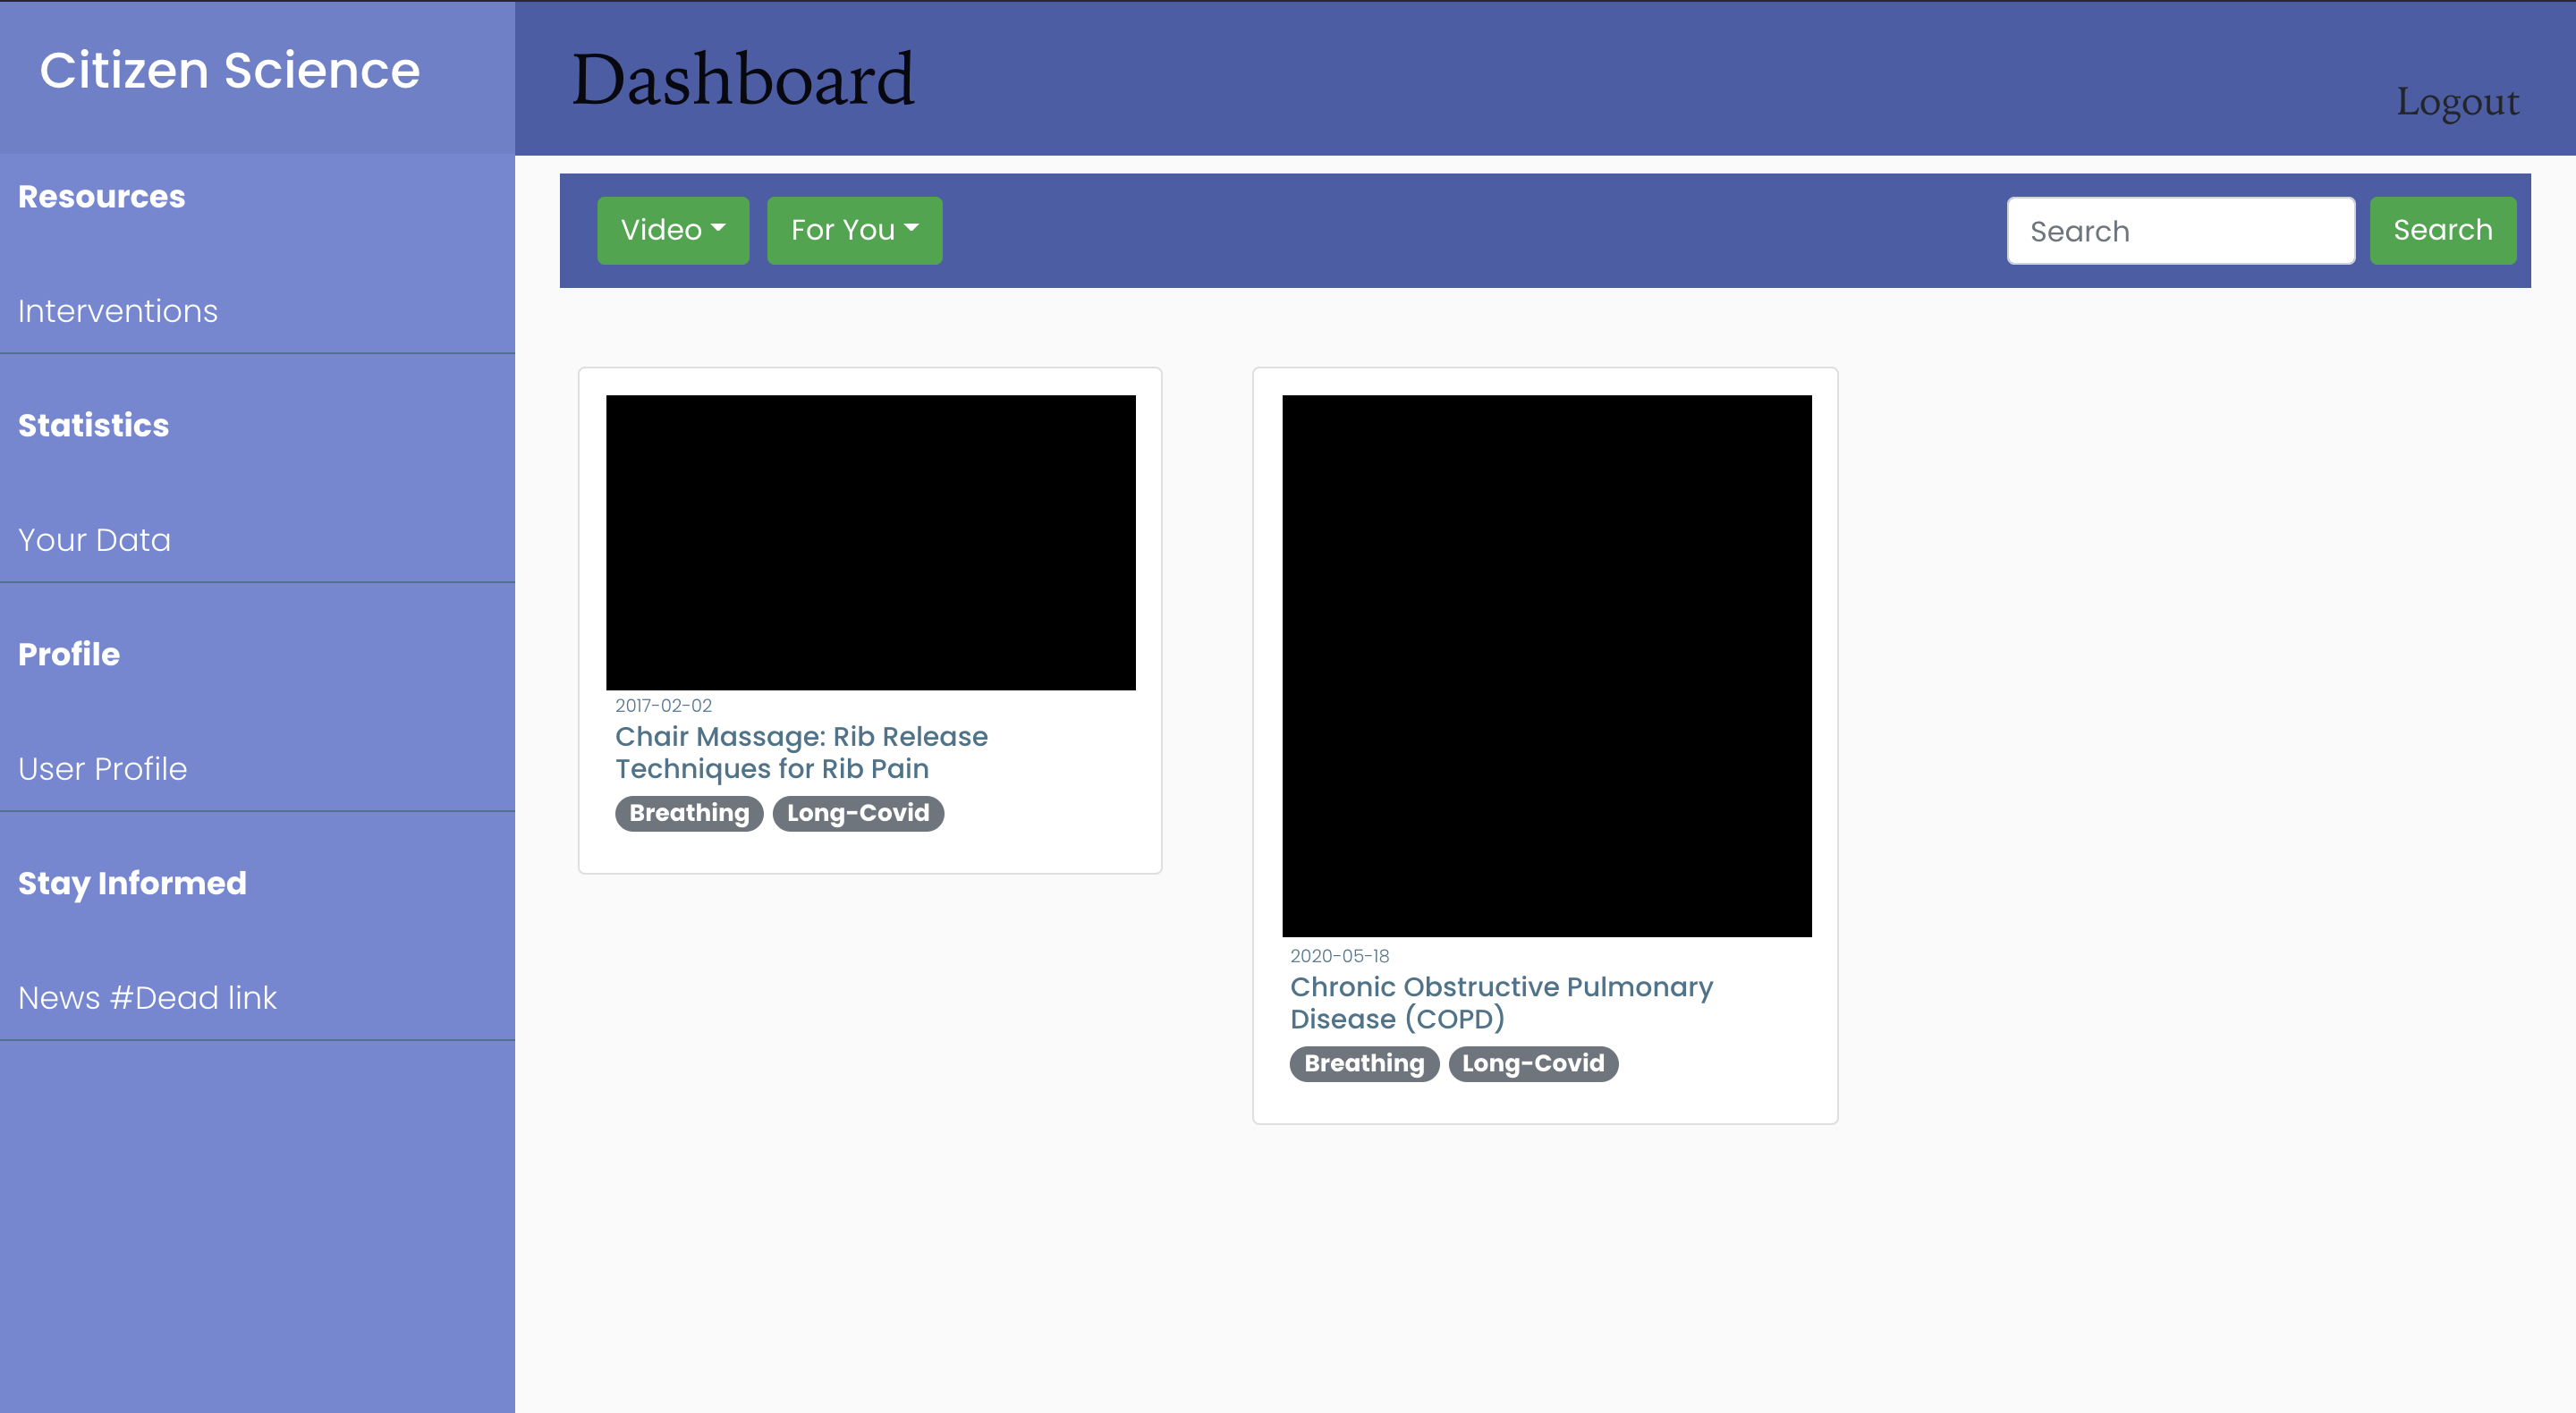 Citizen Science
Dashboard
Logout
Resources
Interventions
Statistics
Your Data
Profile
User Profile
Stay Informed
News #Dead link
Video
For You
Search
Search
2017-02-02
Chair Massage: Rib Release
Techniques for Rib Pain
Breathing
Long-Covid
2020-05-18
Chronic Obstructive Pulmonary
Disease (COPD)
Breathing
Long-Covid